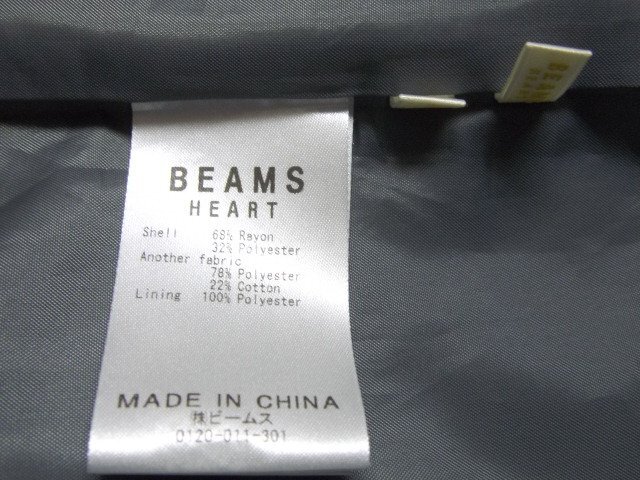 BEAMS
HEART
Shell 68% Rayon
32% Polyester
Another fabric
78% Polyester
22% Cotton
Lining 100% Polyester
MADE IN CHINA
㈱ビームス
0120-011-301
BEAM